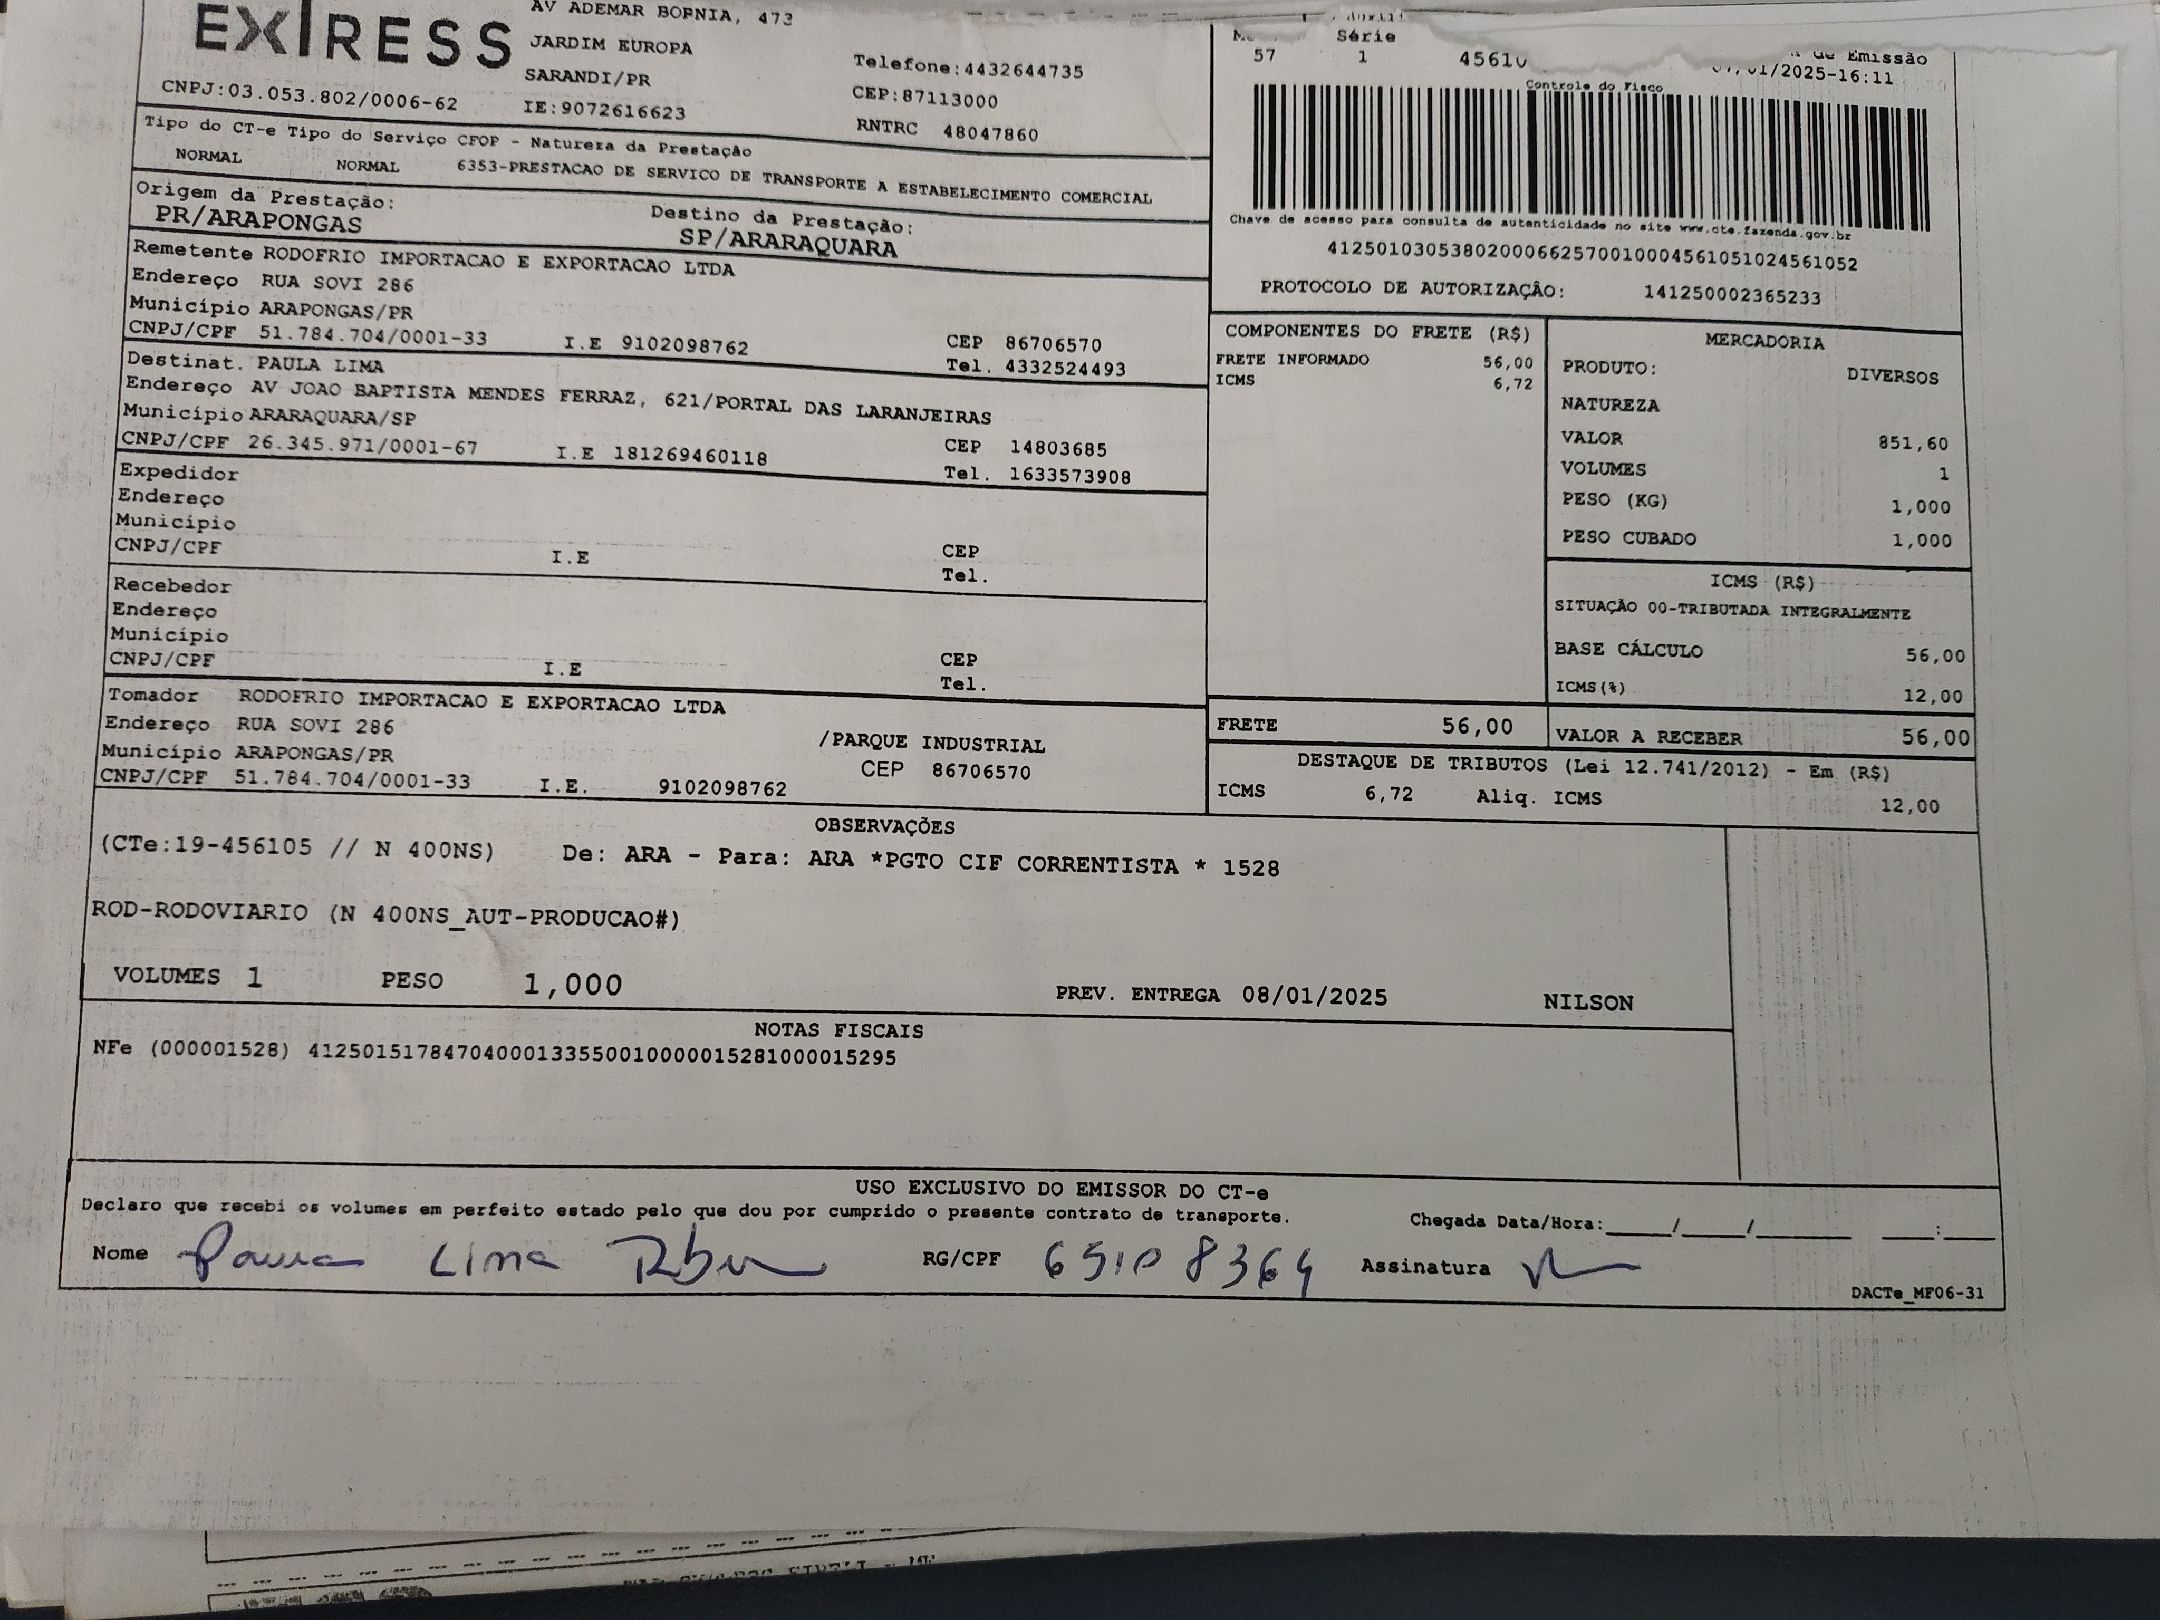 EXPRESS
AV ADEMAR BORNIA, 473
JARDIM EUROPA
SARANDI/PR
IE:9072616623
CNPJ:03.053.802/0006-62
Telefone:4432644735
CEP:87113000
RNTRC 48047860
Tipo do CT-e Tipo do Serviço CFOP - Natureza da Prestação
NORMAL NORMAL 6353-PRESTACAO DE SERVICO DE TRANSPORTE A ESTABELECIMENTO COMERCIAL
Origem da Prestação: Destino da Prestação:
PR/ARAPONGAS SP/ARARAQUARA
Remetente RODOFRIO IMPORTACAO E EXPORTACAO LTDA
Endereço RUA SOVI 286
Município ARAPONGAS/PR
CNPJ/CPF 51.784.704/0001-33 I.E 9102098762 CEP 86706570
Tel. 4332524493
Destinat. PAULA LIMA
Endereço AV JOAO BAPTISTA MENDES FERRAZ, 621/PORTAL DAS LARANJEIRAS
Município ARARAQUARA/SP
CNPJ/CPF 26.345.971/0001-67 I.E 181269460118 CEP 14803685
Tel. 1633573908
Expedidor
Endereço
Município
CNPJ/CPF I.E CEP
Tel.
Recebedor
Endereço
Município
CNPJ/CPF I.E CEP
Tel.
Tomador RODOFRIO IMPORTACAO E EXPORTACAO LTDA
Endereço RUA SOVI 286 /PARQUE INDUSTRIAL
Município ARAPONGAS/PR CEP 86706570
CNPJ/CPF 51.784.704/0001-33 I.E. 9102098762
Série
57 1 45610
de Emissão
/01/2025-16:11
Controle do Fisco
Chave de acesso para consulta de autenticidade no site www.cte.fazenda.gov.br
41250103053802000662570010004561051024561052
PROTOCOLO DE AUTORIZAÇÃO: 141250002365233
COMPONENTES DO FRETE (R$)
FRETE INFORMADO 56,00
ICMS 6,72
MERCADORIA
PRODUTO: DIVERSOS
NATUREZA
VALOR 851,60
VOLUMES 1
PESO (KG) 1,000
PESO CUBADO 1,000
ICMS (R$)
SITUAÇÃO 00-TRIBUTADA INTEGRALMENTE
BASE CÁLCULO 56,00
ICMS(%) 12,00
FRETE 56,00 VALOR A RECEBER 56,00
DESTAQUE DE TRIBUTOS (Lei 12.741/2012) - Em (R$)
ICMS 6,72 Aliq. ICMS 12,00
OBSERVAÇÕES
(CTe:19-456105 // N 400NS) De: ARA - Para: ARA *PGTO CIF CORRENTISTA * 1528
ROD-RODOVIARIO (N 400NS_AUT-PRODUCAO#)
VOLUMES 1 PESO 1,000 PREV. ENTREGA 08/01/2025 NILSON
NOTAS FISCAIS
NFe (000001528) 41250151784704000133550010000015281000015295
USO EXCLUSIVO DO EMISSOR DO CT-e
Declaro que recebi os volumes em perfeito estado pelo que dou por cumprido o presente contrato de transporte. Chegada Data/Hora:____/____/______ ____:____
Nome Paula Lima RG/CPF Assinatura
DACTe_MF06-31